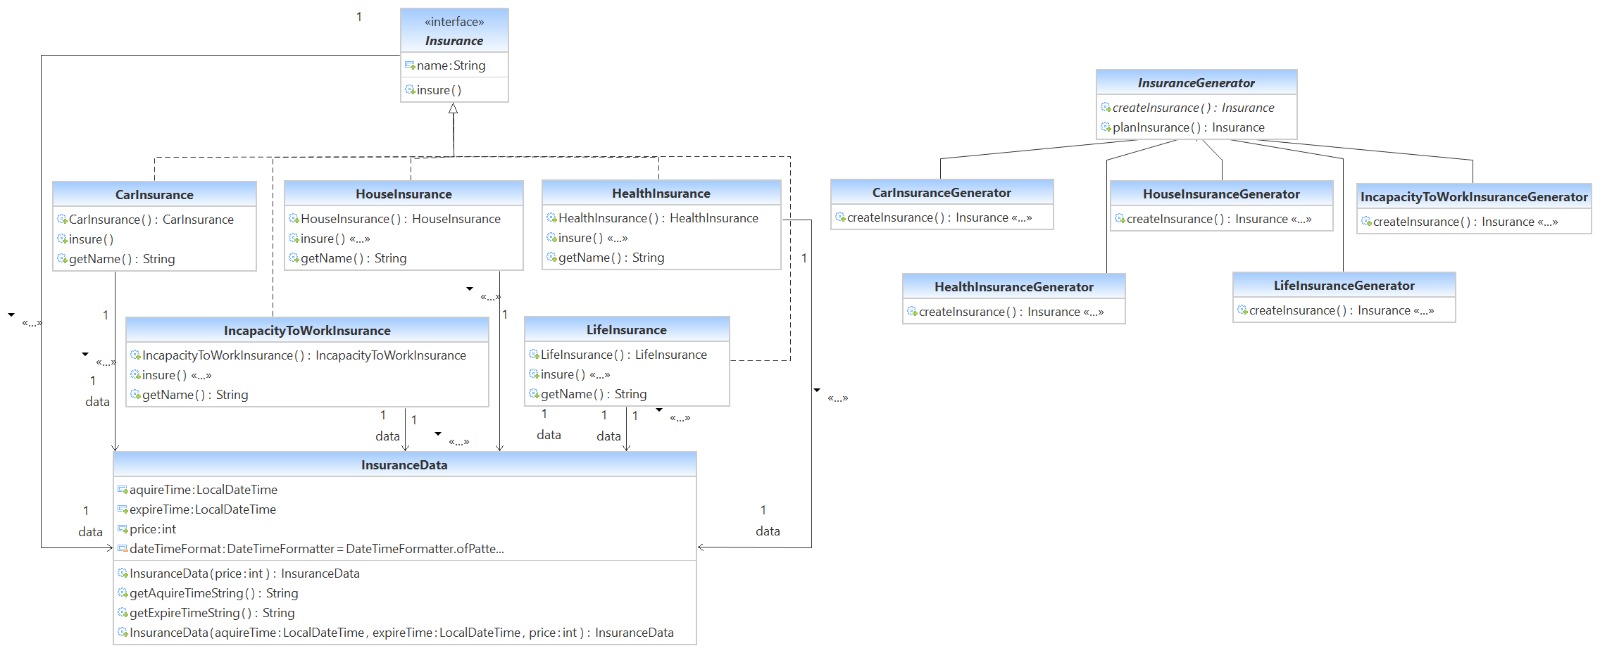 1
«interface»
Insurance
name:String
insure()
InsuranceGenerator
createInsurance() : Insurance
planInsurance() : Insurance
CarInsurance
CarInsurance() : CarInsurance
insure()
getName() : String
HouseInsurance
HouseInsurance() : HouseInsurance
insure() «...»
getName() : String
HealthInsurance
HealthInsurance() : HealthInsurance
insure() «...»
getName() : String
CarInsuranceGenerator
createInsurance() : Insurance «...»
HouseInsuranceGenerator
createInsurance() : Insurance «...»
IncapacityToWorkInsuranceGenerator
createInsurance() : Insurance «...»
HealthInsuranceGenerator
createInsurance() : Insurance «...»
LifeInsuranceGenerator
createInsurance() : Insurance «...»
1
«...»
1
1
«...»
«...»
1
data
IncapacityToWorkInsurance
IncapacityToWorkInsurance() : IncapacityToWorkInsurance
insure() «...»
getName() : String
LifeInsurance
LifeInsurance() : LifeInsurance
insure() «...»
getName() : String
«...»
1
data
1
«...»
1
data
1
data
1
«...»
InsuranceData
aquireTime:LocalDateTime
expireTime:LocalDateTime
price:int
dateTimeFormat:DateTimeFormatter = DateTimeFormatter.ofPatte...
InsuranceData(price:int) : InsuranceData
getAquireTimeString() : String
getExpireTimeString() : String
InsuranceData(aquireTime:LocalDateTime, expireTime:LocalDateTime, price:int) : InsuranceData
1
data
1
data